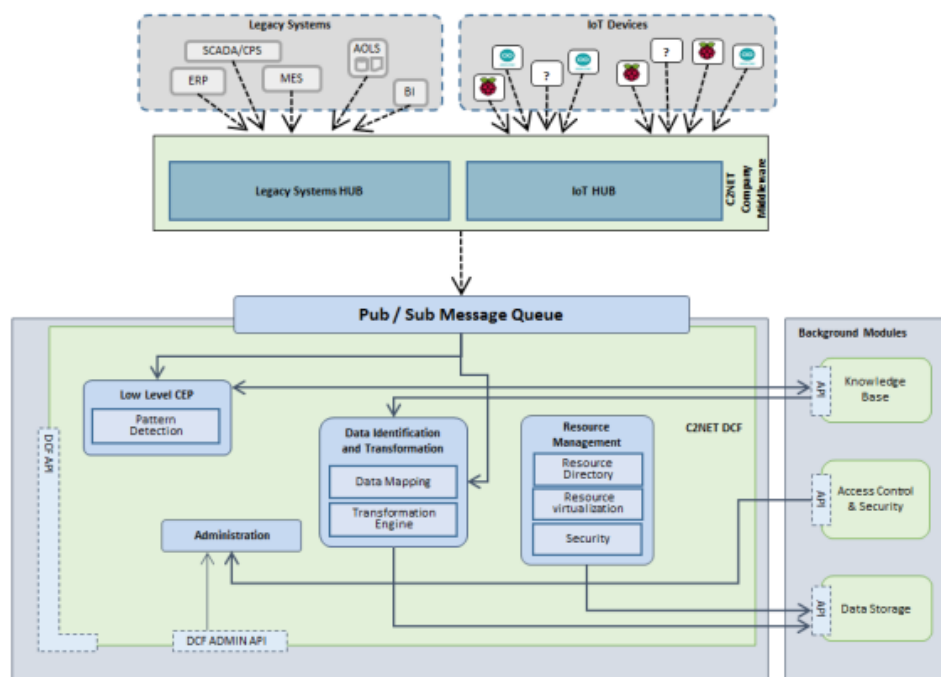 Legacy Systems
SCADA/CPS
AOLS
ERP
MES
BI
IoT Devices
?
?
Legacy Systems HUB
IoT HUB
C2NET
Company
Middleware
Pub / Sub Message Queue
Low Level CEP
Pattern
Detection
Data Identification
and Transformation
Data Mapping
Transformation
Engine
Resource
Management
Resource
Directory
Resource
virtualization
Security
C2NET DCF
DCF API
Administration
DCF ADMIN API
Background Modules
API
Knowledge
Base
API
Access Control
& Security
API
Data Storage